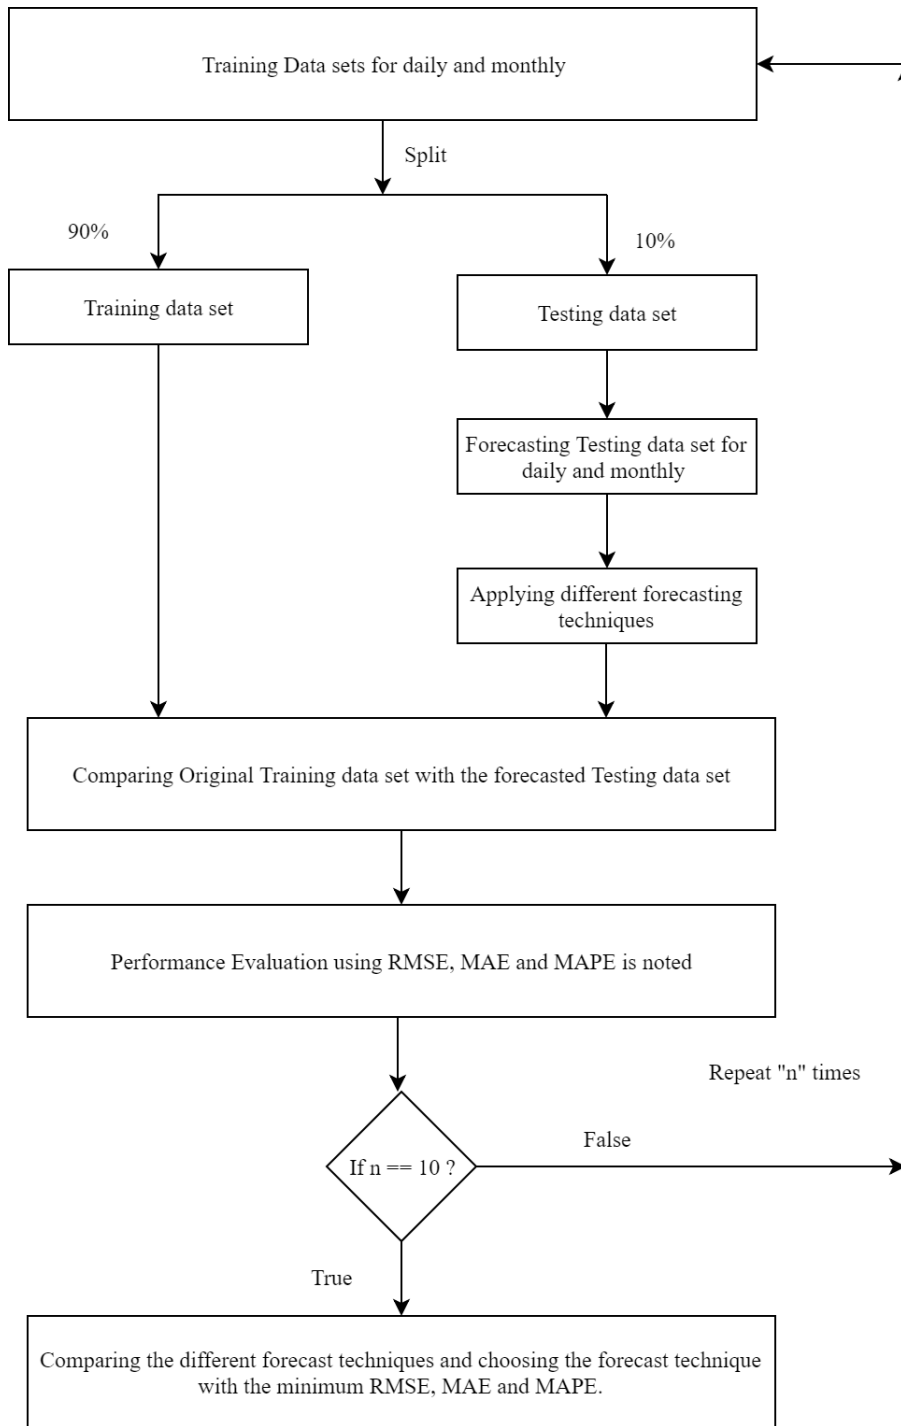 Training Data sets for daily and monthly
Split
90%
10%
Training data set
Testing data set
Forecasting Testing data set for
daily and monthly
Applying different forecasting
techniques
Comparing Original Training data set with the forecasted Testing data set
Performance Evaluation using RMSE, MAE and MAPE is noted
Repeat "n" times
If n == 10 ?
False
True
Comparing the different forecast techniques and choosing the forecast technique
with the minimum RMSE, MAE and MAPE.